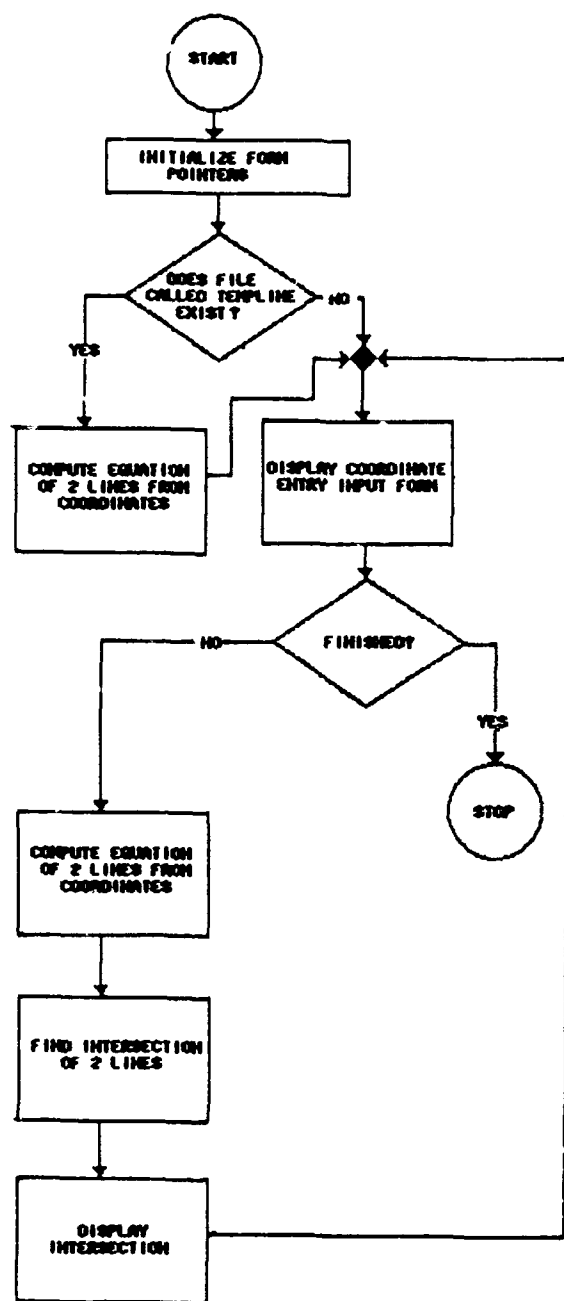 START
INITIALIZE FORM
POINTERS
DOES FILE
CALLED TEMPLINE
EXIST?
NO
YES
COMPUTE EQUATION
OF 2 LINES FROM
COORDINATES
DISPLAY COORDINATE
ENTRY INPUT FORM
NO
FINISHED?
YES
STOP
COMPUTE EQUATION
OF 2 LINES FROM
COORDINATES
FIND INTERSECTION
OF 2 LINES
DISPLAY
INTERSECTION